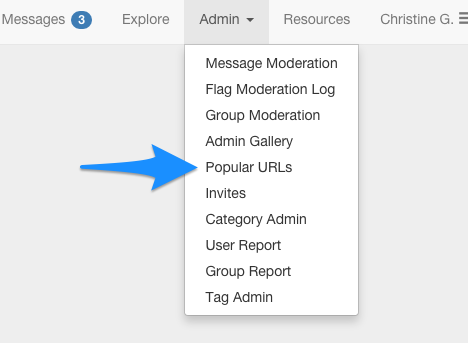 Messages 3 Explore Admin Resources Christine G.
Message Moderation
Flag Moderation Log
Group Moderation
Admin Gallery
Popular URLs
Invites
Category Admin
User Report
Group Report
Tag Admin